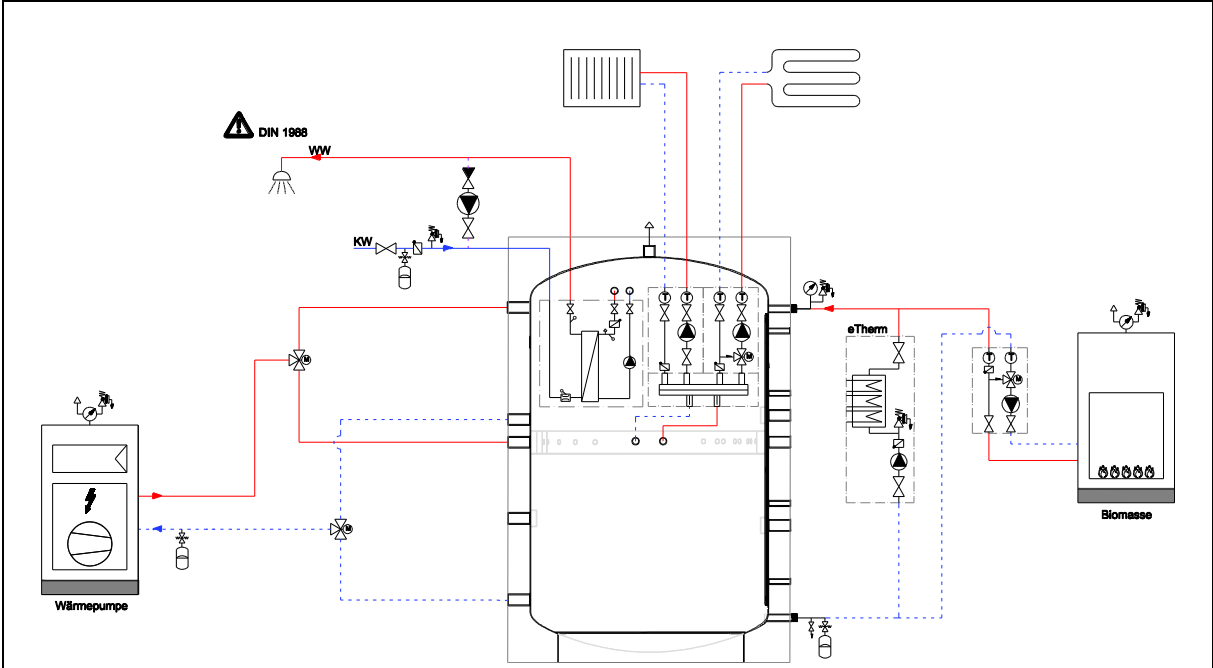 DIN 1988
WW
KW
T T T T
eTherm
T T
M
M
M
M
Wärmepumpe
Biomasse